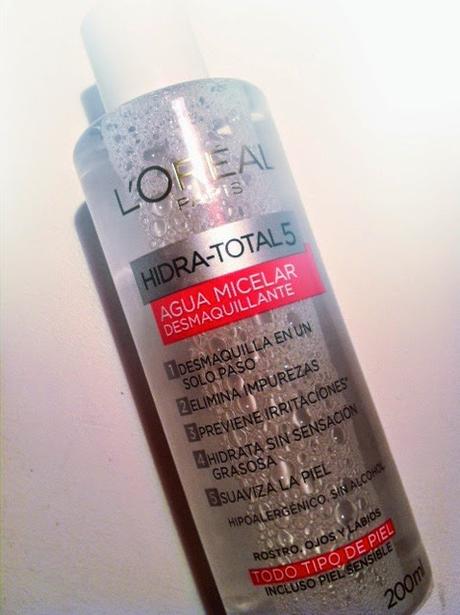 L'ORÉAL
PARIS
HIDRA-TOTAL 5
AGUA MICELAR
DESMAQUILLANTE
1 DESMAQUILLA EN UN
SOLO PASO
2 ELIMINA IMPUREZAS
3 PREVIENE IRRITACIONES*
4 HIDRATA SIN SENSACIÓN
GRASOSA
5 SUAVIZA LA PIEL
HIPOALERGÉNICO, SIN ALCOHOL
ROSTRO, OJOS Y LABIOS
TODO TIPO DE PIEL
INCLUSO PIEL SENSIBLE
200ml